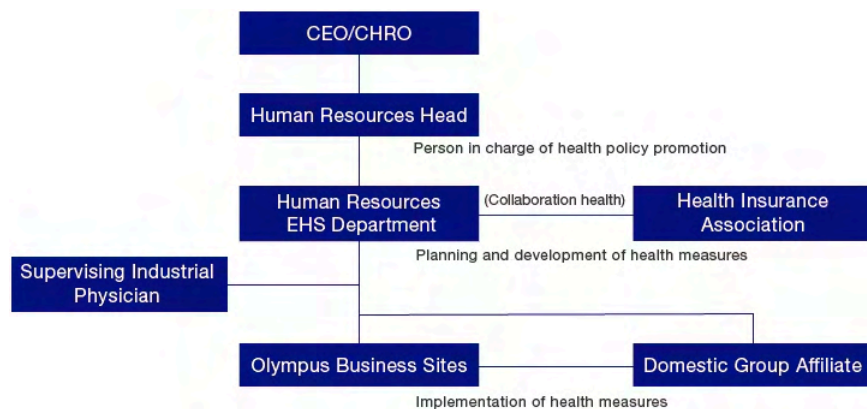 CEO/CHRO
Human Resources Head
Person in charge of health policy promotion
Human Resources
EHS Department
(Collaboration health)
Health Insurance
Association
Planning and development of health measures
Supervising Industrial
Physician
Olympus Business Sites
Domestic Group Affiliate
Implementation of health measures